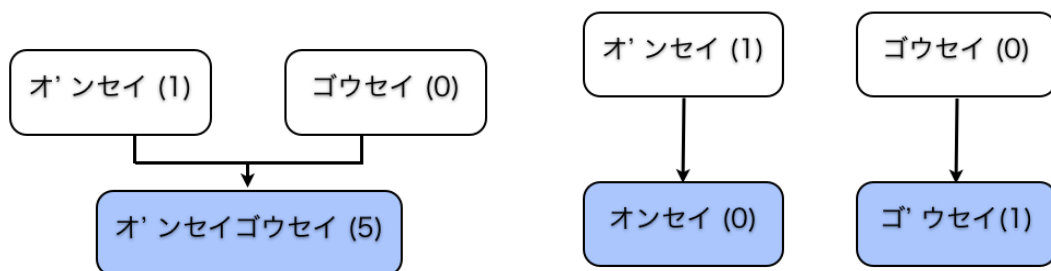 オ’ ンセイ (1)
ゴウセイ (0)
オ’ ンセイゴウセイ (5)
オ’ ンセイ (1)
ゴウセイ (0)
オンセイ (0)
ゴ’ ウセイ(1)